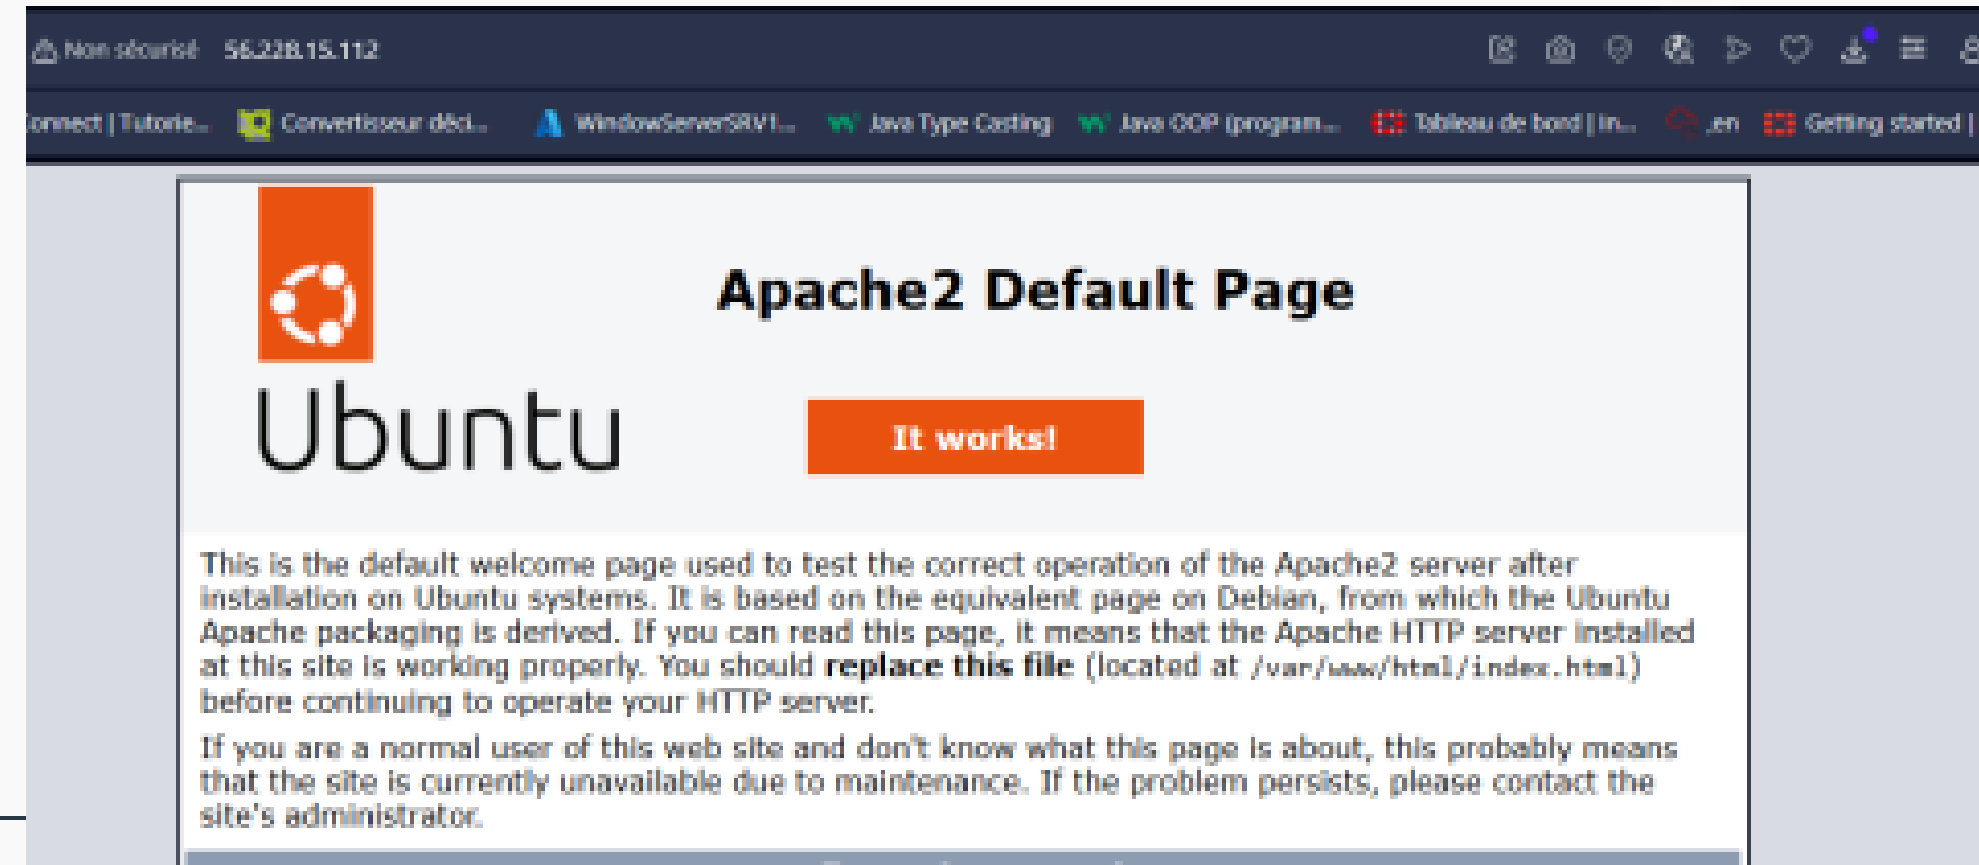 Non sécurisé 56.228.15.112
onnect | Tutorie... Convertisseur déci... WindowServerSRV1... Java Type Casting Java OOP (program... Tableau de bord | In... _en Getting started |
Apache2 Default Page
Ubuntu
It works!
This is the default welcome page used to test the correct operation of the Apache2 server after
installation on Ubuntu systems. It is based on the equivalent page on Debian, from which the Ubuntu
Apache packaging is derived. If you can read this page, it means that the Apache HTTP server installed
at this site is working properly. You should replace this file (located at /var/www/html/index.html)
before continuing to operate your HTTP server.
If you are a normal user of this web site and don't know what this page is about, this probably means
that the site is currently unavailable due to maintenance. If the problem persists, please contact the
site's administrator.